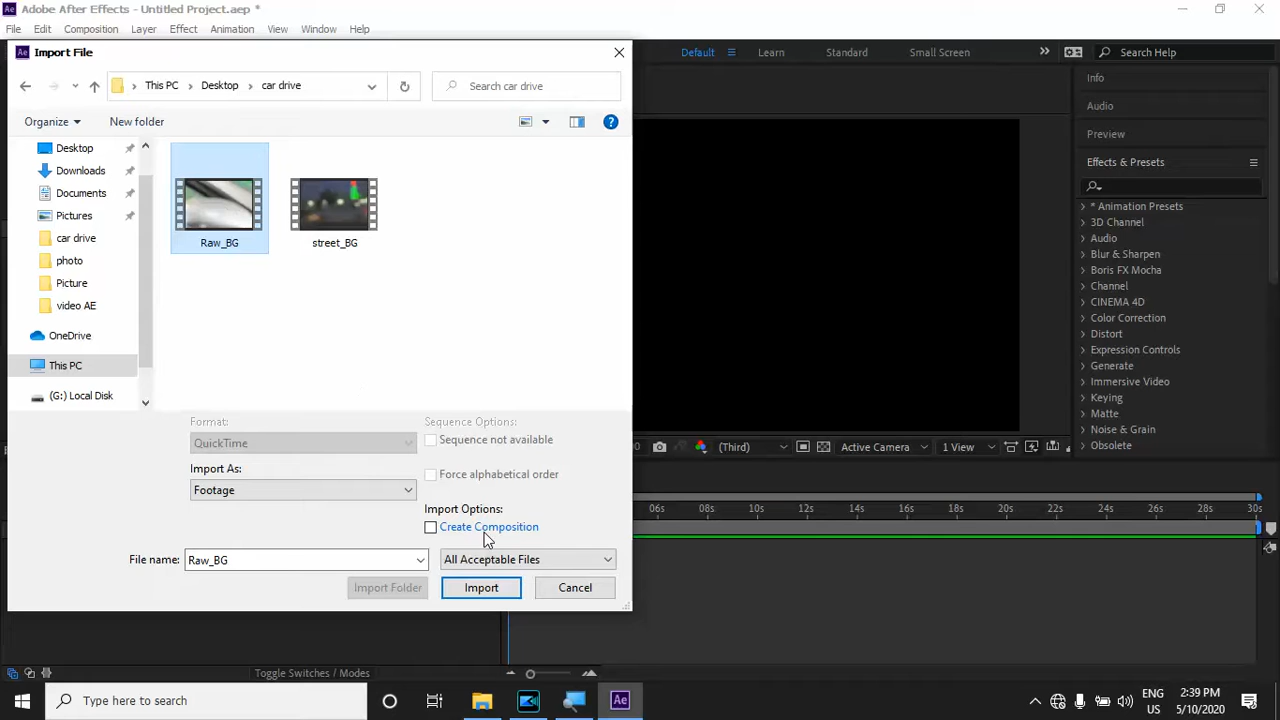 Adobe After Effects - Untitled Project.aep *
File Edit Composition Layer Effect Animation View Window Help
Ae Import File
This PC > Desktop > car drive
Search car drive
Organize
New folder
Desktop
Downloads
Documents
Pictures
car drive
photo
Picture
video AE
OneDrive
This PC
(G:) Local Disk
Raw_BG
street_BG
Format:
QuickTime
Import As:
Footage
Sequence Options:
Sequence not available
Force alphabetical order
Import Options:
Create Composition
File name:
Raw_BG
All Acceptable Files
Import Folder
Import
Cancel
Default
Learn
Standard
Small Screen
Search Help
Info
Audio
Preview
Effects & Presets
* Animation Presets
3D Channel
Audio
Blur & Sharpen
Boris FX Mocha
Channel
CINEMA 4D
Color Correction
Distort
Expression Controls
Generate
Immersive Video
Keying
Matte
Noise & Grain
Obsolete
(Third)
Active Camera
1 View
06s 08s 10s 12s 14s 16s 18s 20s 22s 24s 26s 28s 30s
Toggle Switches / Modes
Type here to search
Ae
ENG
US
2:39 PM
5/10/2020